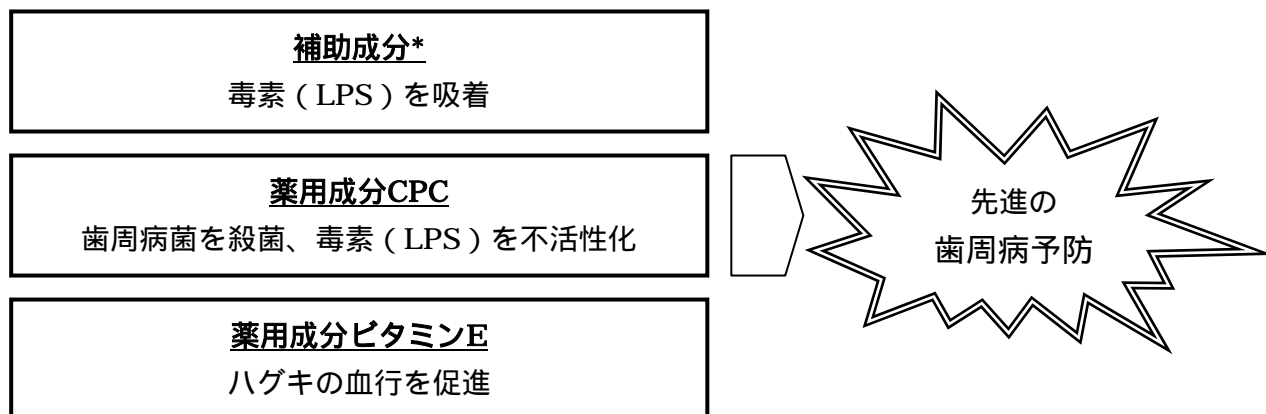 補助成分*
毒素（LPS）を吸着
薬用成分CPC
歯周病菌を殺菌、毒素（LPS）を不活性化
薬用成分ビタミンE
ハグキの血行を促進
先進の
歯周病予防